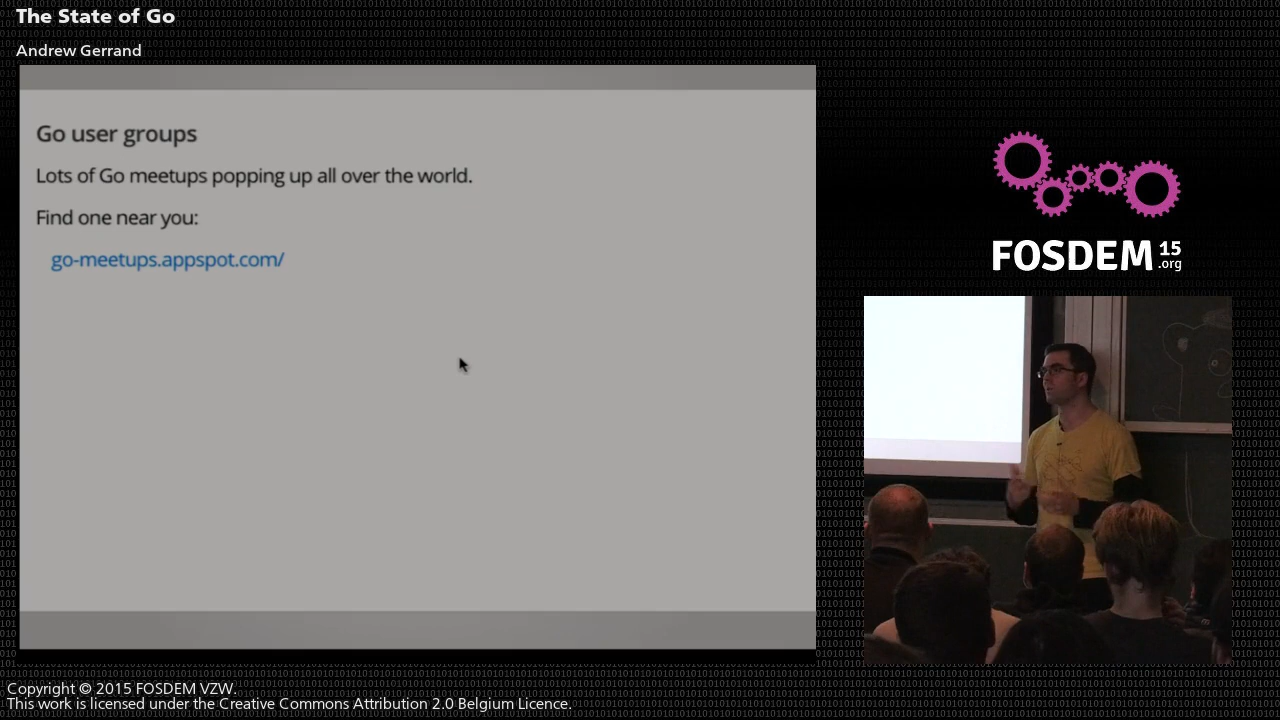 The State of Go
Andrew Gerrand
Go user groups
Lots of Go meetups popping up all over the world.
Find one near you:
go-meetups.appspot.com/
FOSDEM 15
.org
Copyright © 2015 FOSDEM VZW.
This work is licensed under the Creative Commons Attribution 2.0 Belgium Licence.